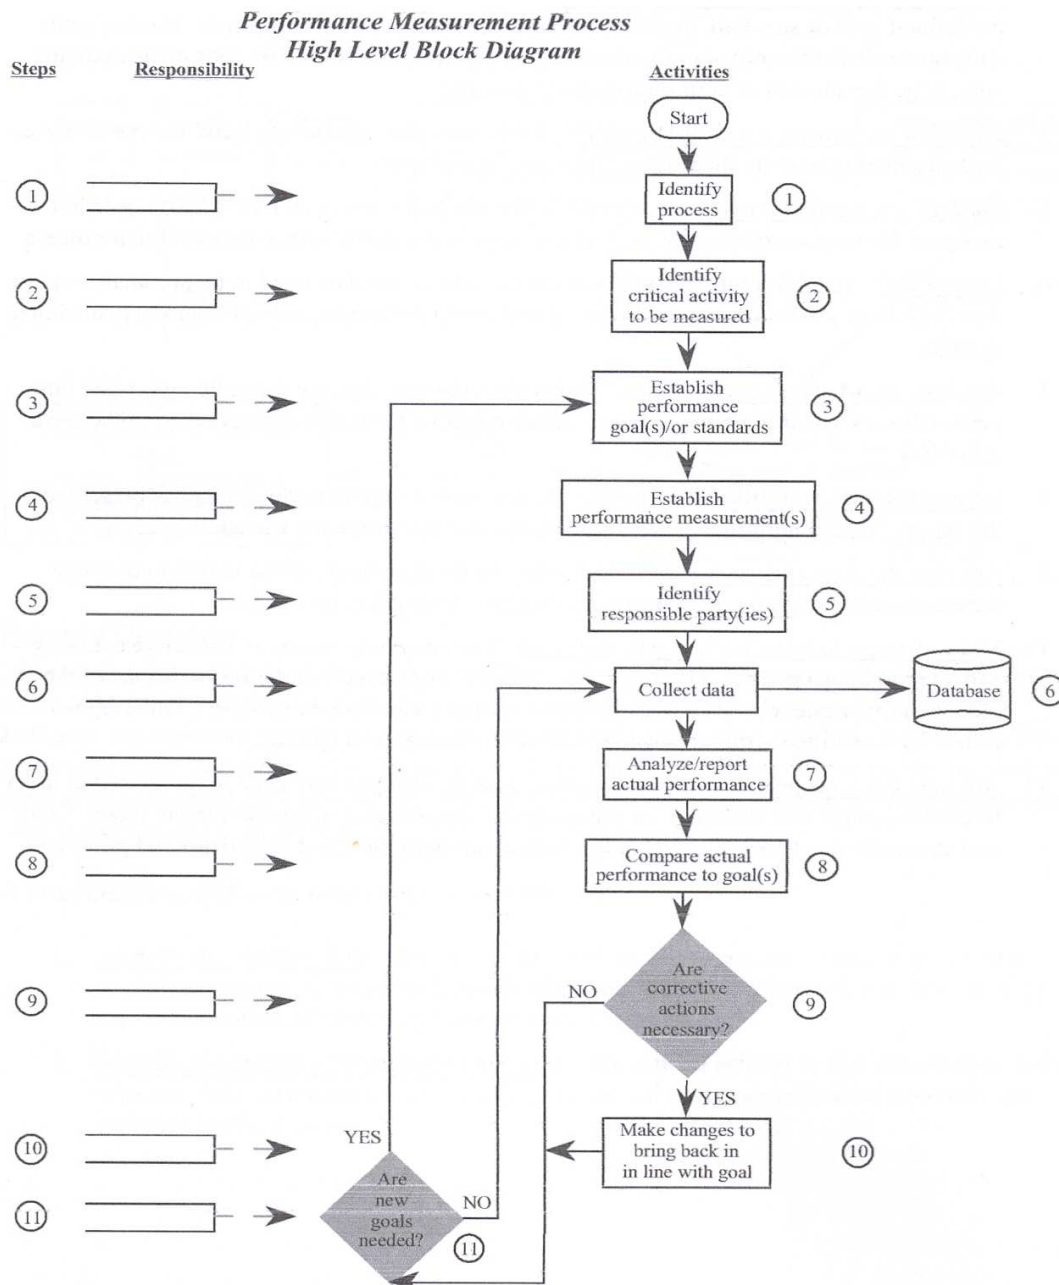 Performance Measurement Process
High Level Block Diagram
Steps Responsibility Activities
Start
1 Identify
process 1
2 Identify
critical activity
to be measured 2
3 Establish
performance
goal(s)/or standards 3
4 Establish
performance measurement(s) 4
5 Identify
responsible party(ies) 5
6 Collect data Database 6
7 Analyze/report
actual performance 7
8 Compare actual
performance to goal(s) 8
9 NO Are
corrective
actions
necessary? 9
YES
10 YES Make changes to
bring back in
in line with goal 10
11 Are
new
goals
needed? NO 11